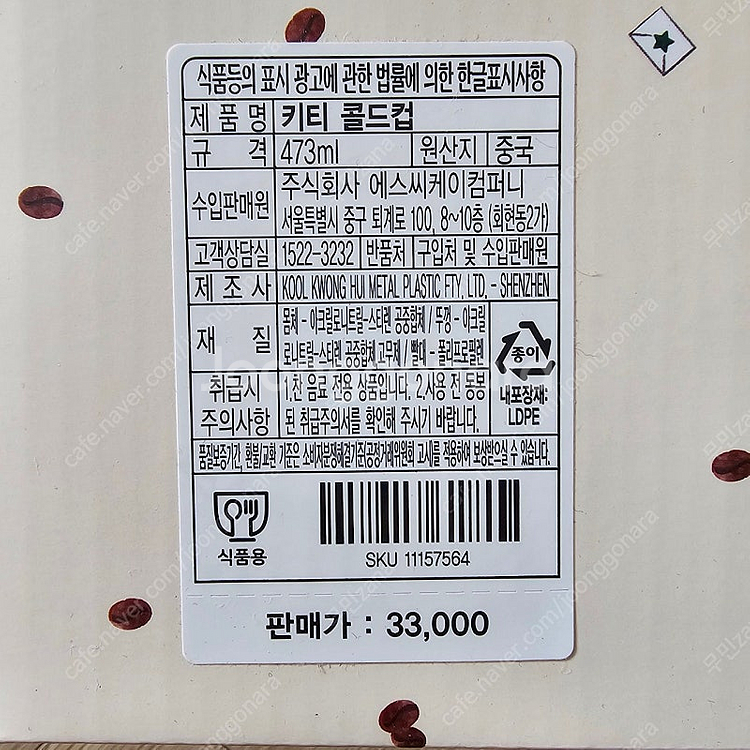 식품등의 표시 광고에 관한 법률에 의한 한글표시사항
제품명 키티 콜드컵
규격 473ml 원산지 중국
수입판매원 주식회사 에스씨케이컴퍼니
서울특별시 중구 퇴계로 100, 8~10층 (회현동2가)
고객상담실 1522-3232 반품처 구입처 및 수입판매원
제조사 KOOL KWONG HUI METAL PLASTIC FTY, LTD, - SHENZHEN
재질 몸체 - 아크릴로니트릴-스티렌 공중합체 / 뚜껑 - 아크릴
로니트릴-스티렌 공중합체 고무제 / 빨대 - 폴리프로필렌
종이
내포장재:
LDPE
취급시 주의사항 1.찬 음료 전용 상품입니다. 2.사용 전 동봉
된 취급주의서를 확인해 주시기 바랍니다.
품질보증기간, 환불/교환 기준은 소비자분쟁해결기준(공정거래위원회 고시)를 적용하여 보상받으실 수 있습니다.
식품용
SKU 11157564
판매가 : 33,000
cafe.naver.com/joonggonara